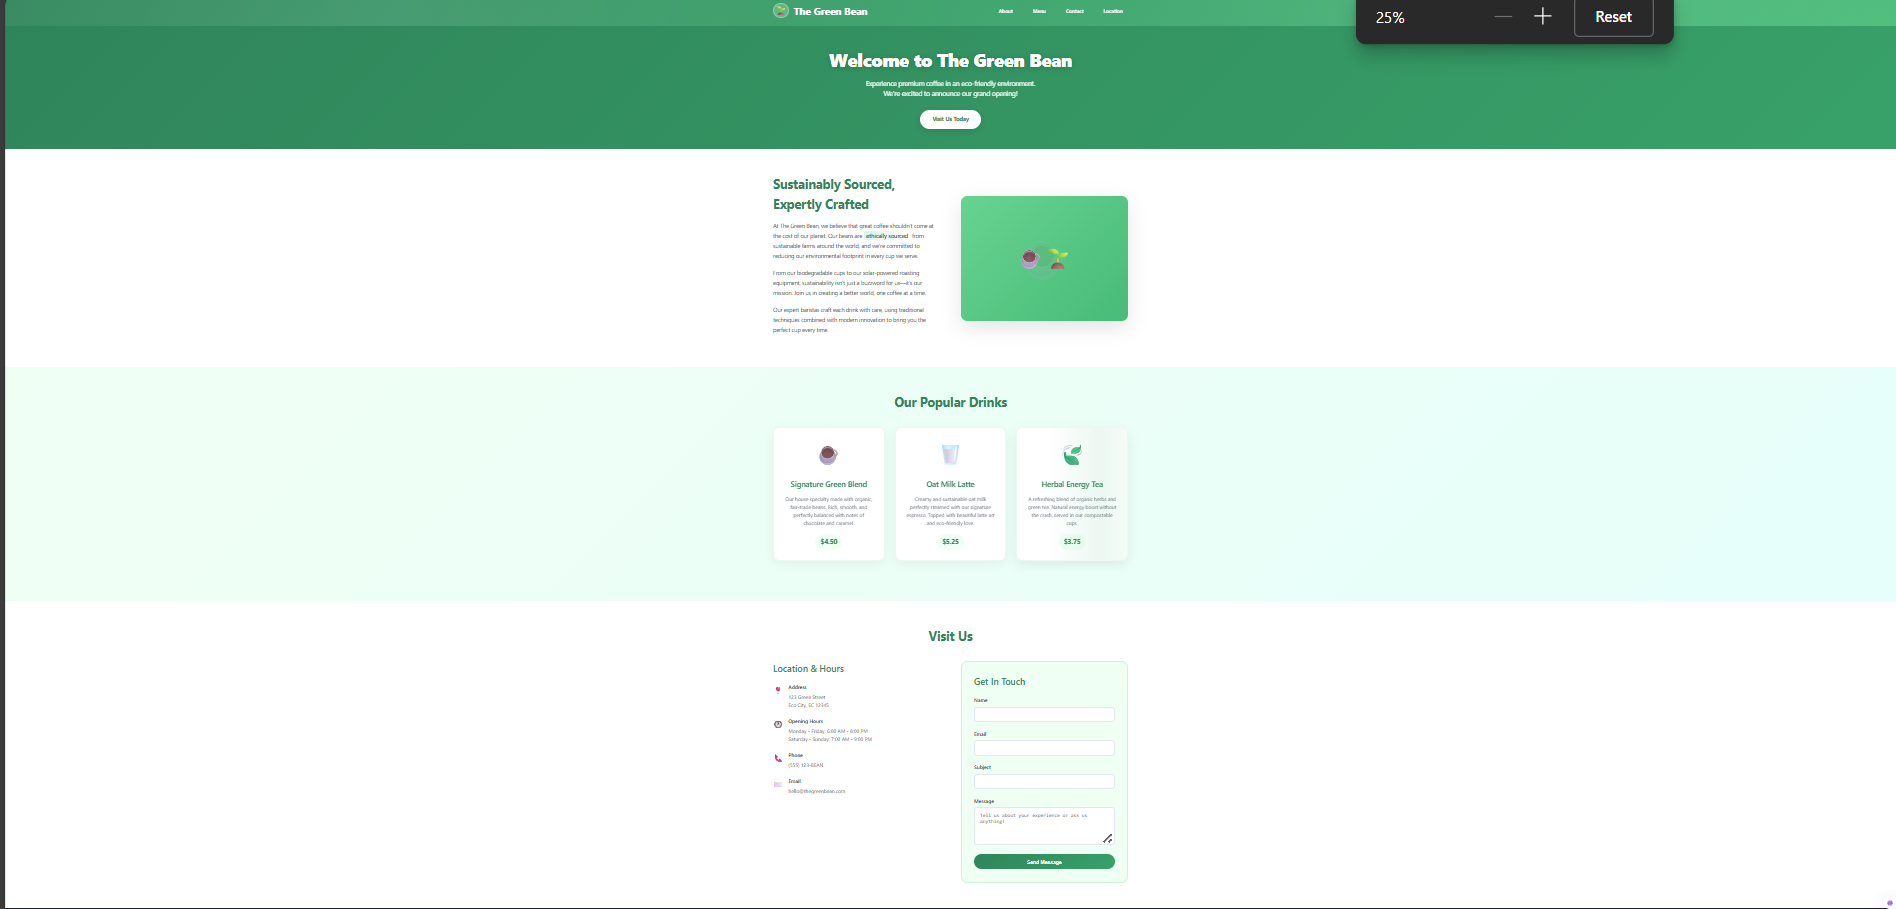 The Green Bean
About Menu Contact Location
25% Reset
Welcome to The Green Bean
Experience premium coffee in an eco-friendly environment.
We're excited to announce our grand opening!
Visit Us Today
Sustainably Sourced,
Expertly Crafted
At The Green Bean, we believe that great coffee shouldn't come at
the cost of our planet. Our beans are ethically sourced from
sustainable farms around the world, and we're committed to
reducing our environmental footprint in every cup we serve.
From our biodegradable cups to our solar-powered roasting
equipment, sustainability isn't just a buzzword for us—it's our
mission. Join us in creating a better world, one coffee at a time.
Our expert baristas craft each drink with care, using traditional
techniques combined with modern innovation to bring you the
perfect cup every time.
Our Popular Drinks
Signature Green Blend
Our house specialty made with organic,
fair-trade beans. Rich, smooth, and
perfectly balanced with notes of
chocolate and caramel.
$4.50
Oat Milk Latte
Creamy and sustainable oat milk
perfectly steamed with our signature
espresso. Topped with beautiful latte art
and eco-friendly love.
$5.25
Herbal Energy Tea
A refreshing blend of organic herbs and
green tea. Natural energy boost without
the crash, served in our compostable
cups.
$3.75
Visit Us
Location & Hours
Address
123 Green Street
Eco City, EC 12345
Opening Hours
Monday - Friday: 6:00 AM - 8:00 PM
Saturday - Sunday: 7:00 AM - 9:00 PM
Phone
(555) 123-BEAN
Email
hello@thegreenbean.com
Get In Touch
Name
Email
Subject
Message
Tell us about your experience or ask us
anything!
Send Message